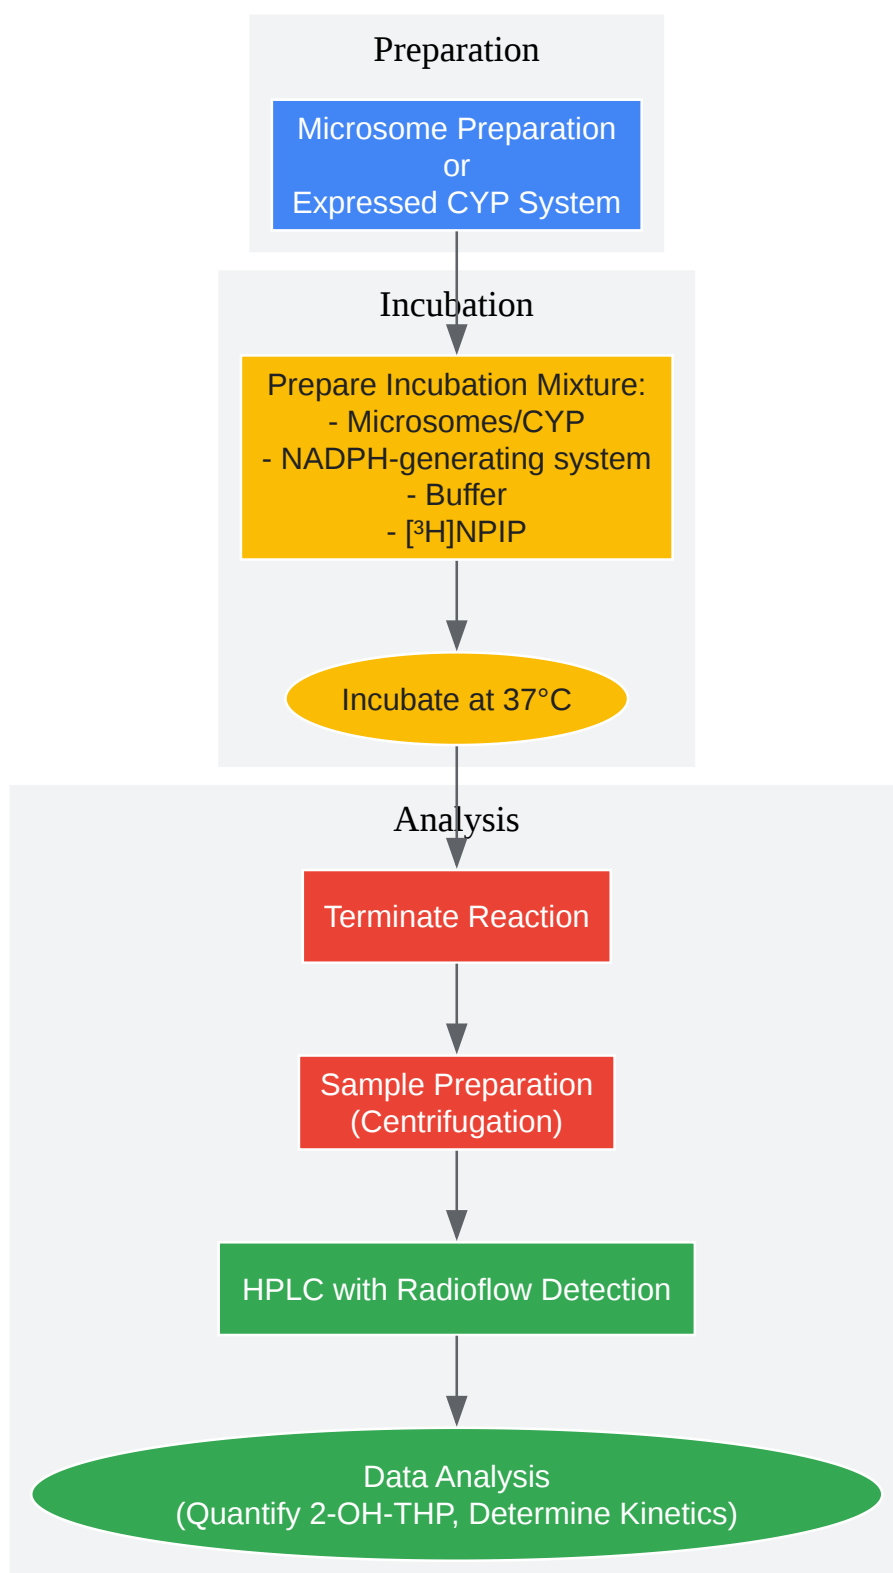 Preparation
Microsome Preparation
or
Expressed CYP System
Incubation
Prepare Incubation Mixture:
- Microsomes/CYP
- NADPH-generating system
- Buffer
- [³H]NPIP
Incubate at 37°C
Analysis
Terminate Reaction
Sample Preparation
(Centrifugation)
HPLC with Radioflow Detection
Data Analysis
(Quantify 2-OH-THP, Determine Kinetics)